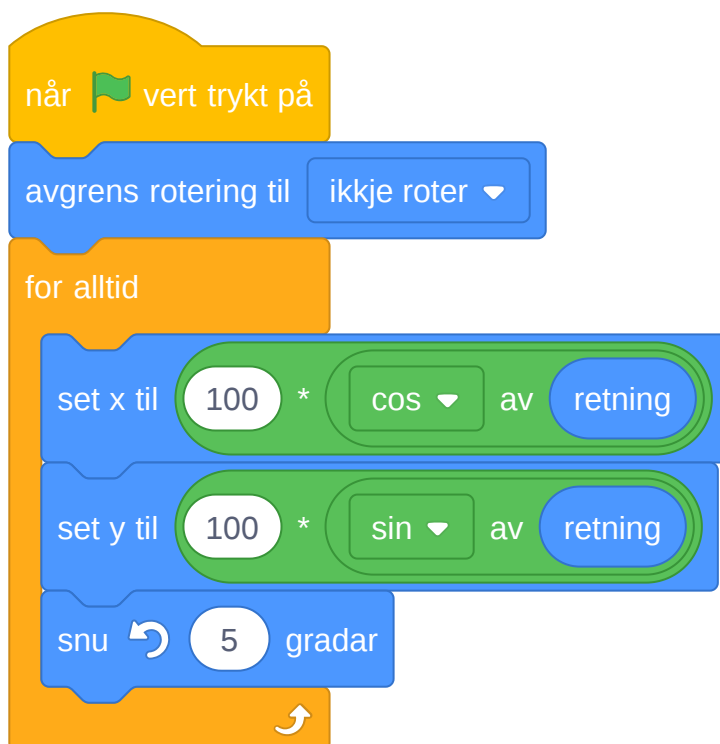 når vert trykt på
avgrens rotering til ikkje roter
for alltid
set x til 100 * cos av retning
set y til 100 * sin av retning
snu 5 gradar